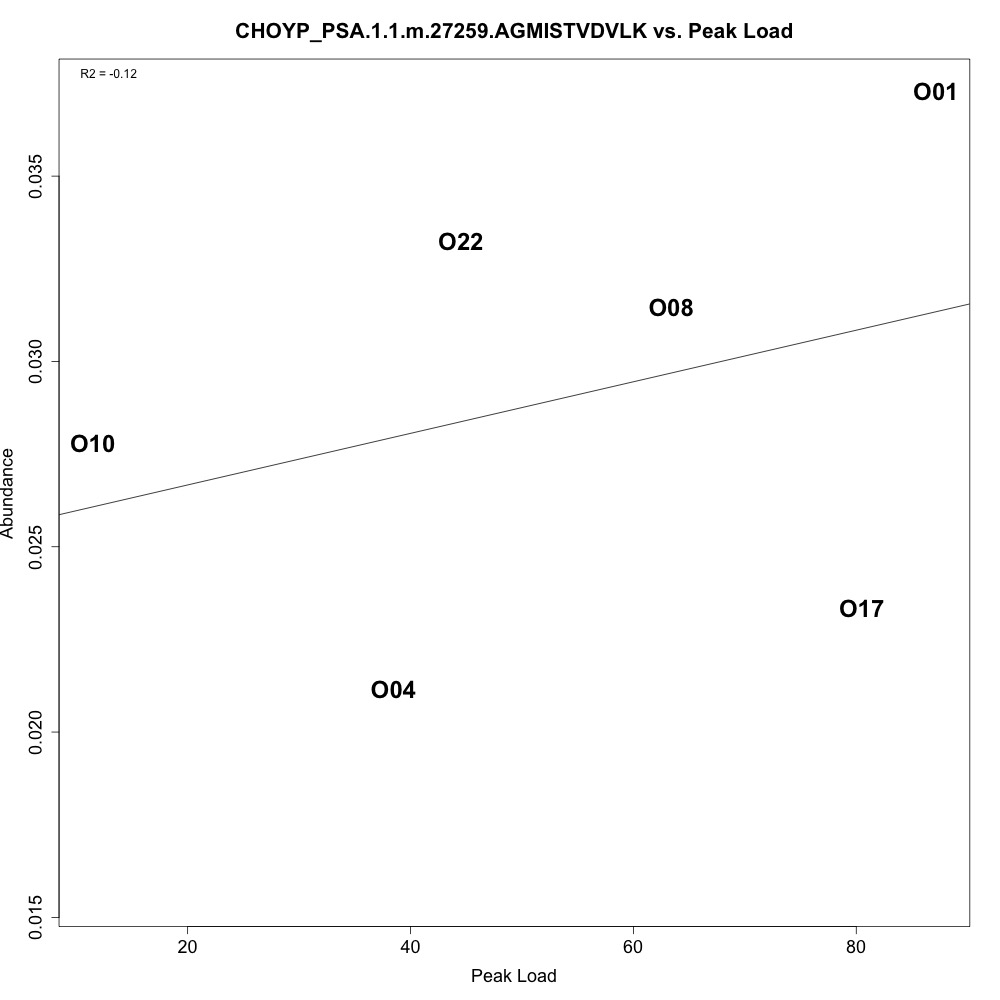 CHOYP_PSA.1.1.m.27259.AGMISTVDVLK vs. Peak Load
R2 = -0.12
O01
0.035
O22
O08
0.030
O10
Abundance
0.025
O17
O04
0.020
0.015
20 40 60 80
Peak Load